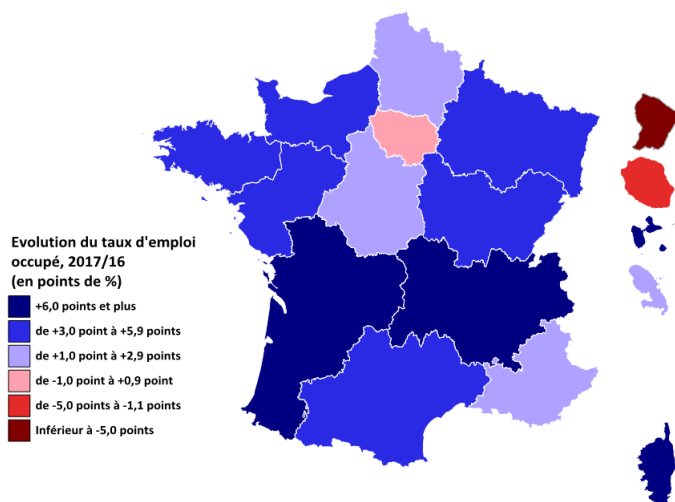 Evolution du taux d'emploi
occupé, 2017/16
(en points de %)
+6,0 points et plus
de +3,0 point à +5,9 points
de +1,0 point à +2,9 points
de -1,0 point à +0,9 point
de -5,0 points à -1,1 points
Inférieur à -5,0 points